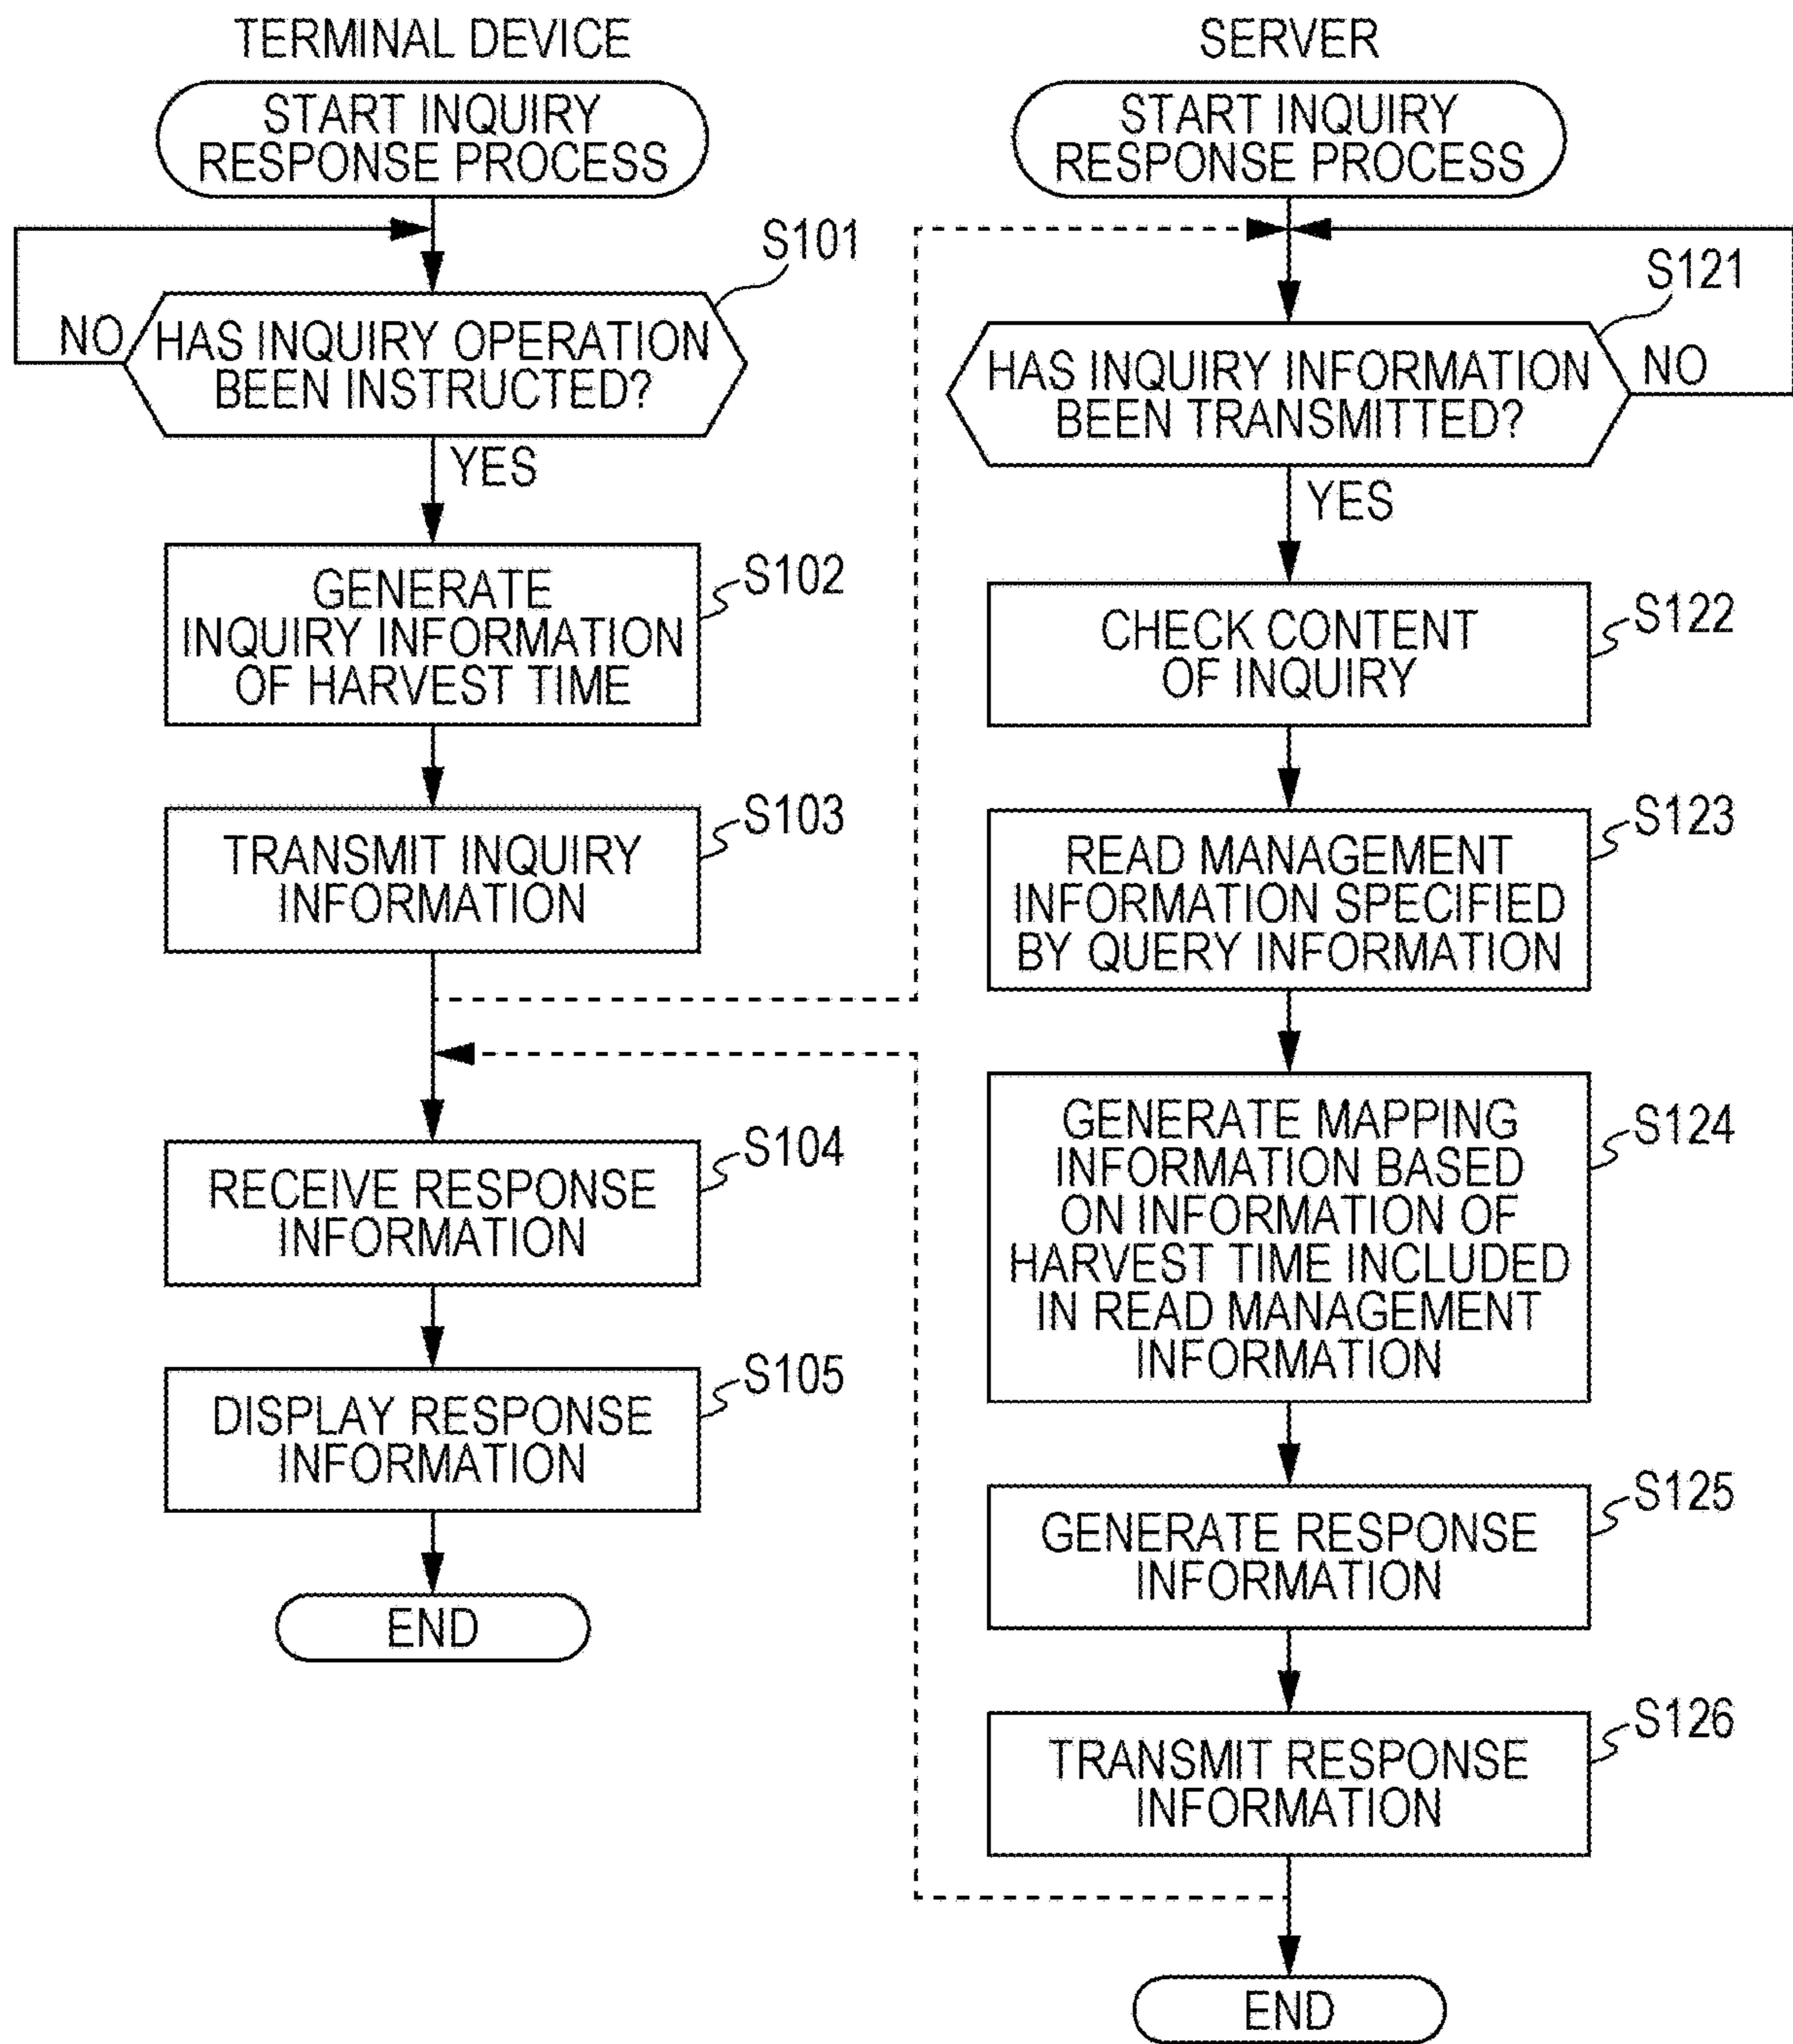 TERMINAL DEVICE
START INQUIRY
RESPONSE PROCESS
S101
NO
HAS INQUIRY OPERATION
BEEN INSTRUCTED?
YES
GENERATE
INQUIRY INFORMATION
OF HARVEST TIME
S102
TRANSMIT INQUIRY
INFORMATION
S103
RECEIVE RESPONSE
INFORMATION
S104
DISPLAY RESPONSE
INFORMATION
S105
END
SERVER
START INQUIRY
RESPONSE PROCESS
S121
HAS INQUIRY INFORMATION
BEEN TRANSMITTED?
NO
YES
CHECK CONTENT
OF INQUIRY
S122
READ MANAGEMENT
INFORMATION SPECIFIED
BY QUERY INFORMATION
S123
GENERATE MAPPING
INFORMATION BASED
ON INFORMATION OF
HARVEST TIME INCLUDED
IN READ MANAGEMENT
INFORMATION
S124
GENERATE RESPONSE
INFORMATION
S125
TRANSMIT RESPONSE
INFORMATION
S126
END